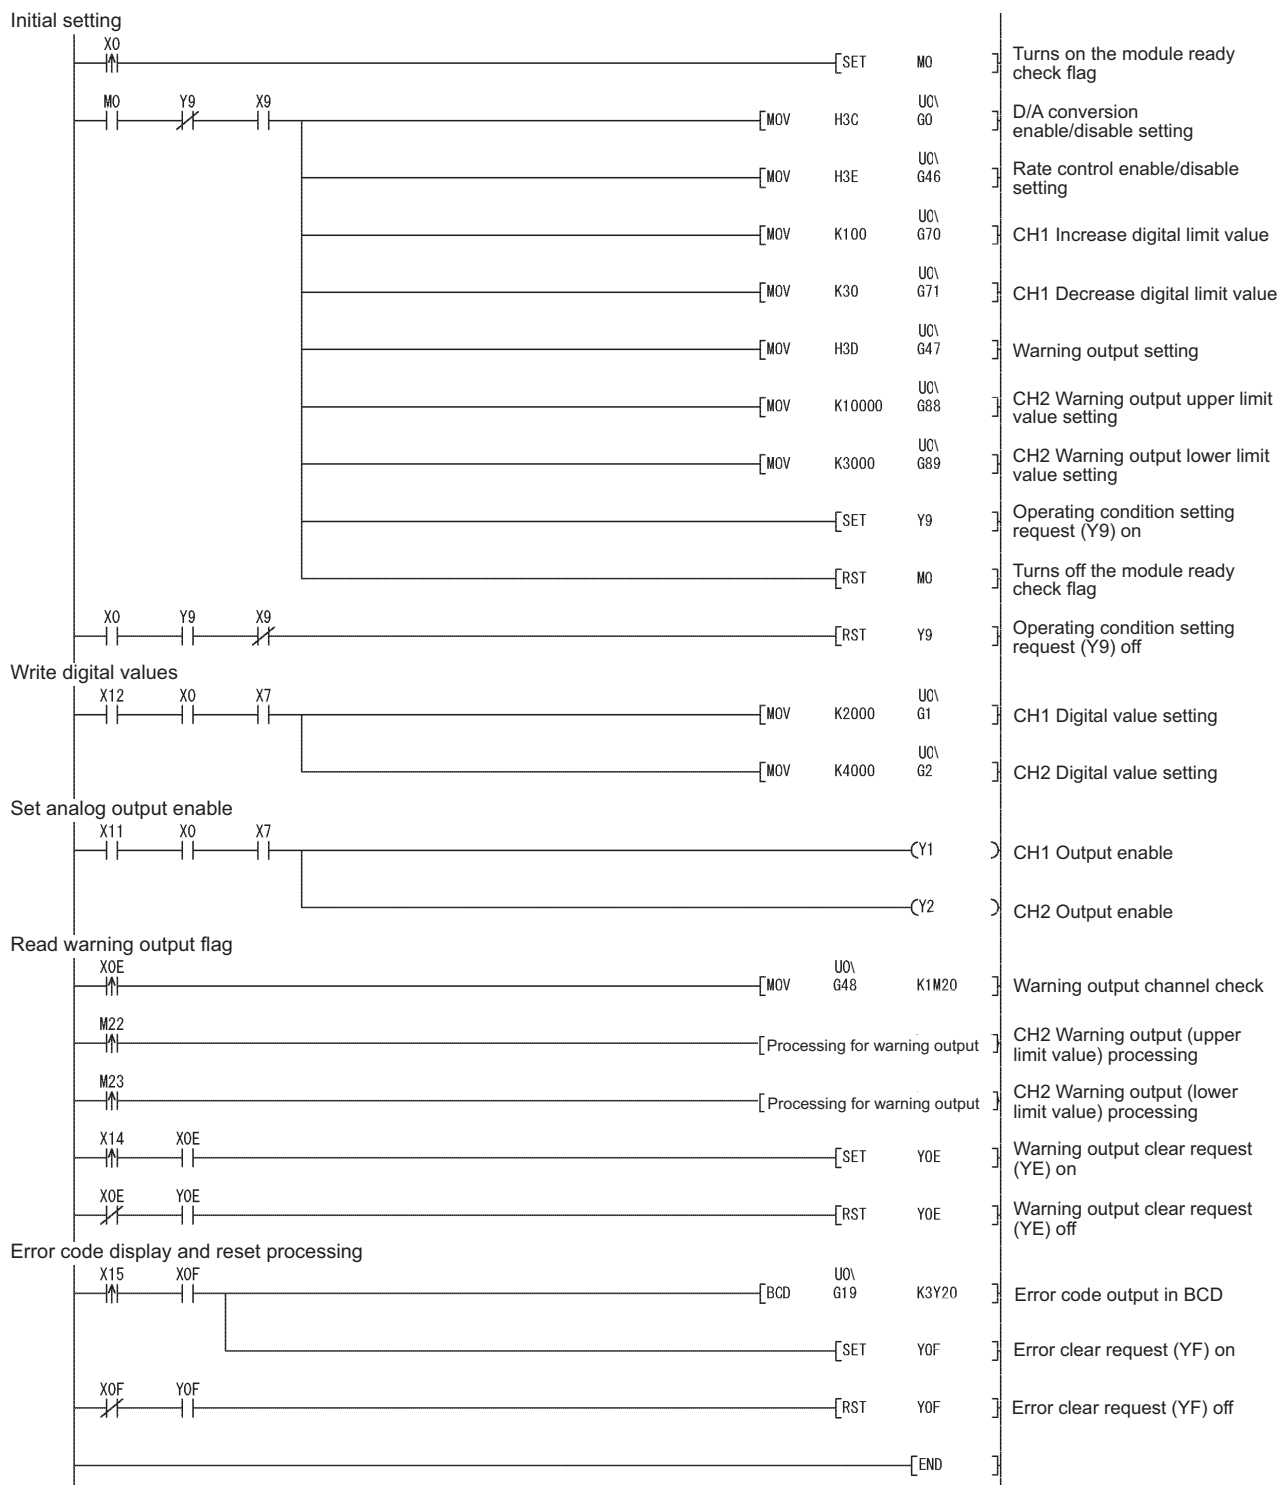 Initial setting
X0
SET M0
Turns on the module ready
check flag
M0 Y9 X9
U0\
MOV H3C G0
D/A conversion
enable/disable setting
U0\
MOV H3E G46
Rate control enable/disable
setting
U0\
MOV K100 G70
CH1 Increase digital limit value
U0\
MOV K30 G71
CH1 Decrease digital limit value
U0\
MOV H3D G47
Warning output setting
U0\
MOV K10000 G88
CH2 Warning output upper limit
value setting
U0\
MOV K3000 G89
CH2 Warning output lower limit
value setting
SET Y9
Operating condition setting
request (Y9) on
RST M0
Turns off the module ready
check flag
X0 Y9 X9
RST Y9
Operating condition setting
request (Y9) off
Write digital values
X12 X0 X7
U0\
MOV K2000 G1
CH1 Digital value setting
U0\
MOV K4000 G2
CH2 Digital value setting
Set analog output enable
X11 X0 X7
Y1
CH1 Output enable
Y2
CH2 Output enable
Read warning output flag
X0E
U0\
MOV G48 K1M20
Warning output channel check
M22
Processing for warning output
CH2 Warning output (upper
limit value) processing
M23
Processing for warning output
CH2 Warning output (lower
limit value) processing
X14 X0E
SET Y0E
Warning output clear request
(YE) on
X0E Y0E
RST Y0E
Warning output clear request
(YE) off
Error code display and reset processing
X15 X0F
U0\
BCD G19 K3Y20
Error code output in BCD
SET Y0F
Error clear request (YF) on
X0F Y0F
RST Y0F
Error clear request (YF) off
END